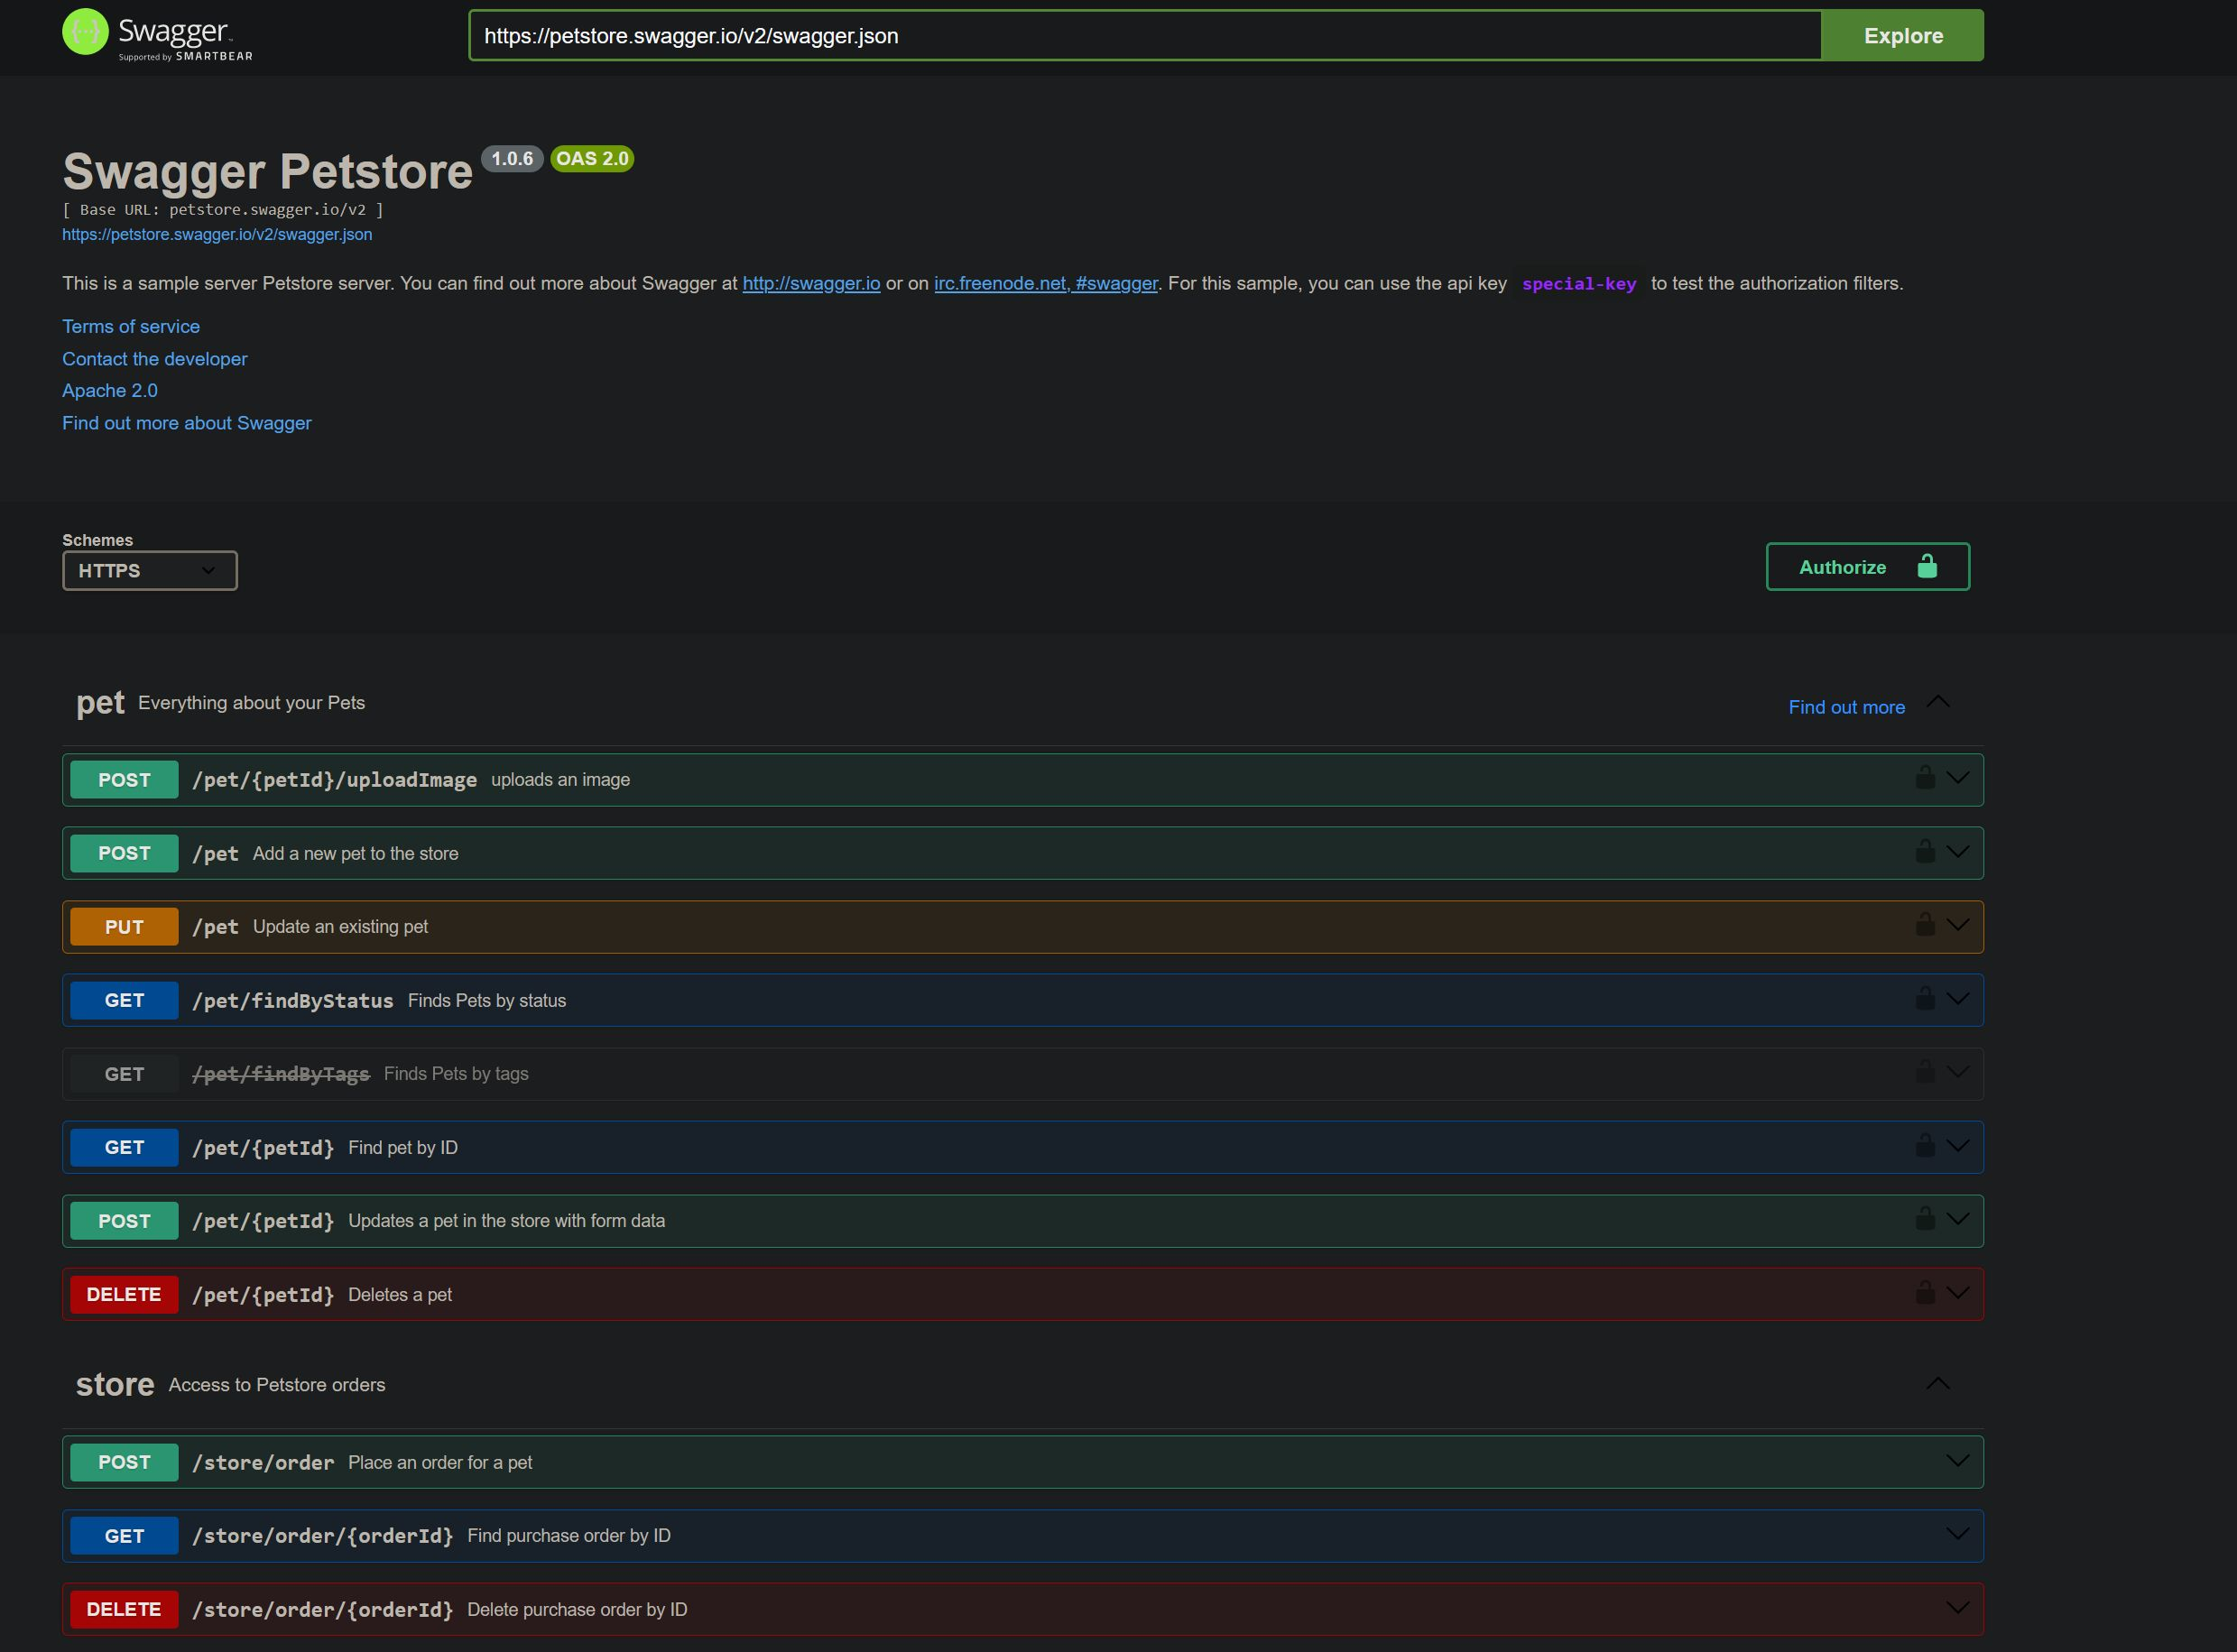 Swagger
Supported by SMARTBEAR
https://petstore.swagger.io/v2/swagger.json
Explore
Swagger Petstore 1.0.6 OAS 2.0
[ Base URL: petstore.swagger.io/v2 ]
https://petstore.swagger.io/v2/swagger.json
This is a sample server Petstore server. You can find out more about Swagger at http://swagger.io or on irc.freenode.net, #swagger. For this sample, you can use the api key special-key to test the authorization filters.
Terms of service
Contact the developer
Apache 2.0
Find out more about Swagger
Schemes
HTTPS
Authorize
pet Everything about your Pets Find out more
POST /pet/{petId}/uploadImage uploads an image
POST /pet Add a new pet to the store
PUT /pet Update an existing pet
GET /pet/findByStatus Finds Pets by status
GET /pet/findByTags Finds Pets by tags
GET /pet/{petId} Find pet by ID
POST /pet/{petId} Updates a pet in the store with form data
DELETE /pet/{petId} Deletes a pet
store Access to Petstore orders
POST /store/order Place an order for a pet
GET /store/order/{orderId} Find purchase order by ID
DELETE /store/order/{orderId} Delete purchase order by ID